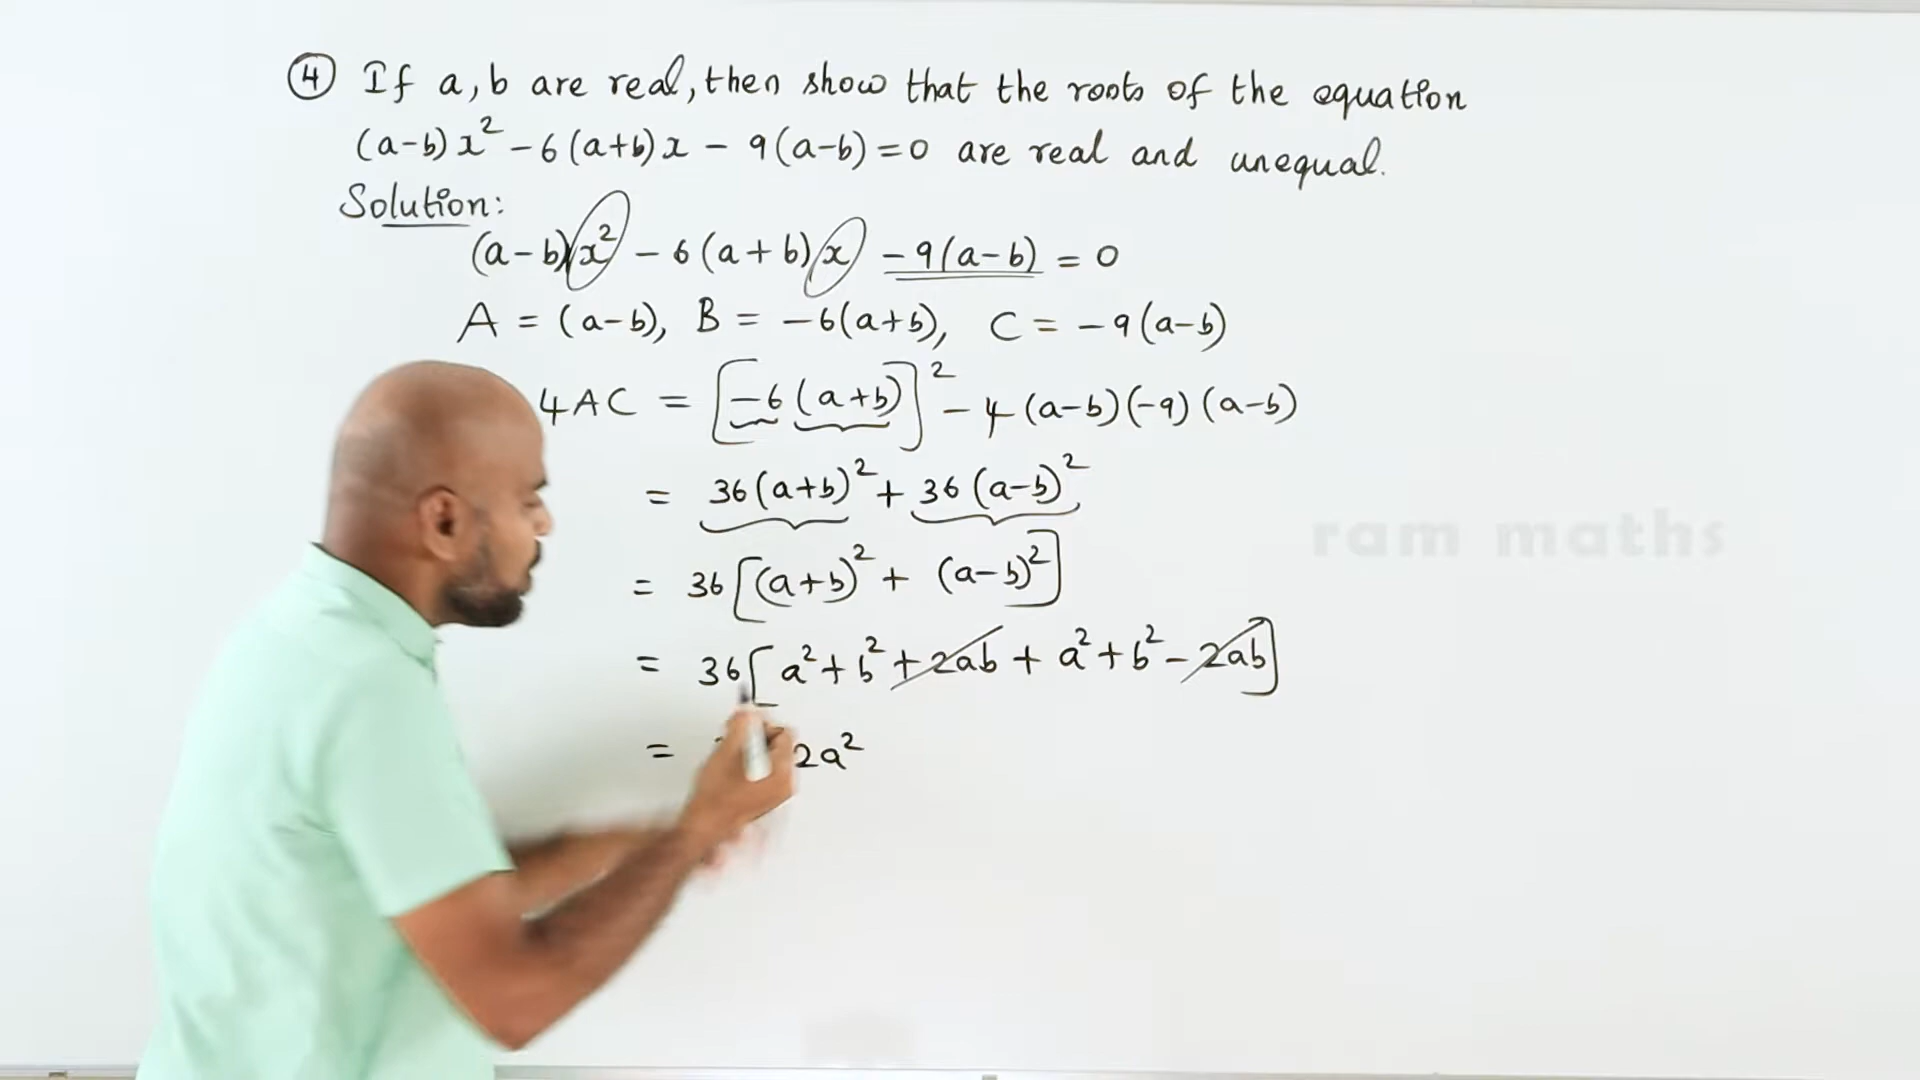 ④ If a, b are real, then show that the roots of the equation
(a-b)x² - 6(a+b)x - 9(a-b) = 0 are real and unequal.
Solution:
(a-b)x² - 6(a+b)x - 9(a-b) = 0
A = (a-b), B = -6(a+b), C = -9(a-b)
4AC = [-6(a+b)]² - 4(a-b)(-9)(a-b)
= 36(a+b)² + 36(a-b)²
= 36[(a+b)² + (a-b)²]
= 36[a²+b²+2ab + a²+b²-2ab]
= 2a²
ram maths